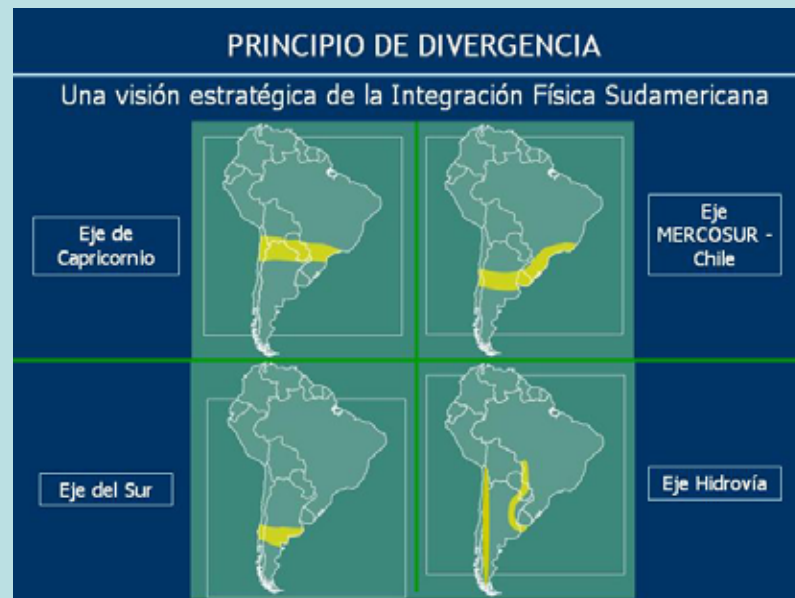 PRINCIPIO DE DIVERGENCIA
Una visión estratégica de la Integración Física Sudamericana
Eje de
Capricornio
Eje
MERCOSUR -
Chile
Eje del Sur
Eje Hidrovía